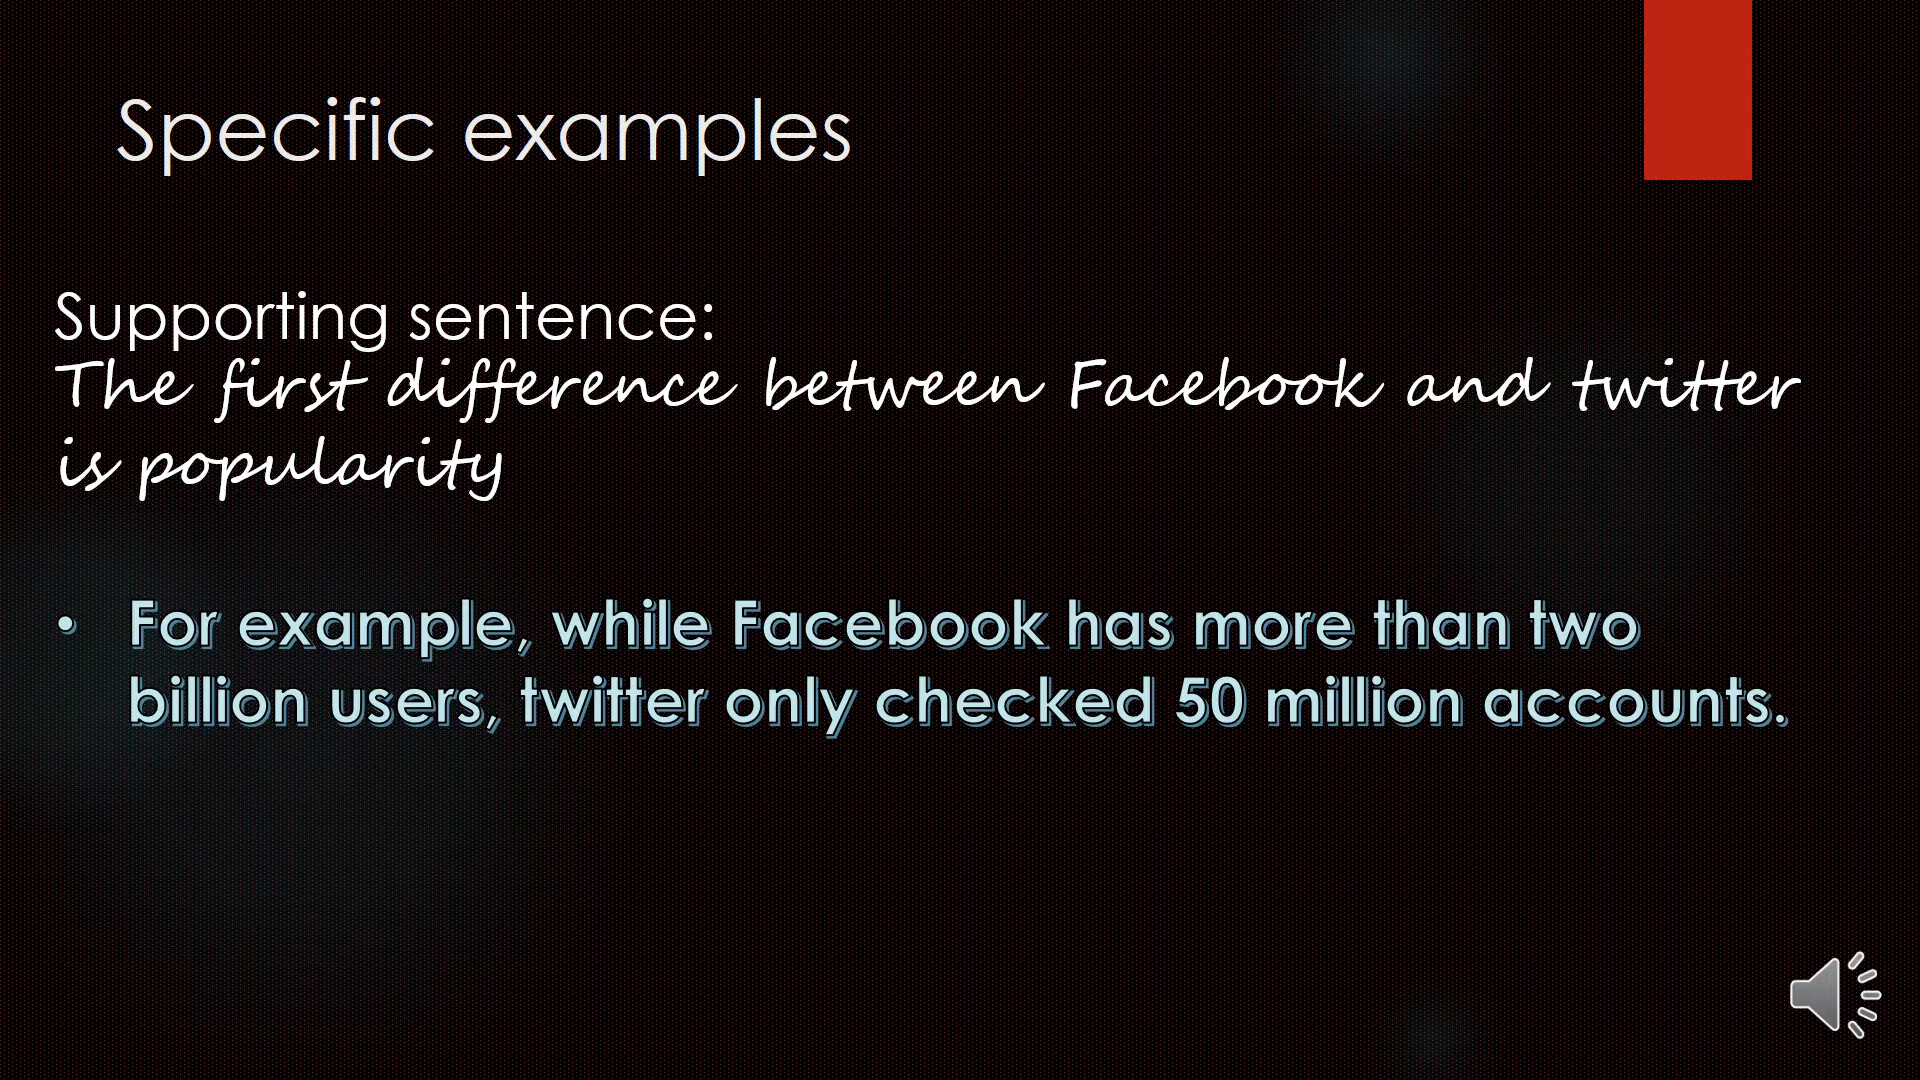 Specific examples
Supporting sentence:
The first difference between Facebook and twitter
is popularity
• For example, while Facebook has more than two
billion users, twitter only checked 50 million accounts.